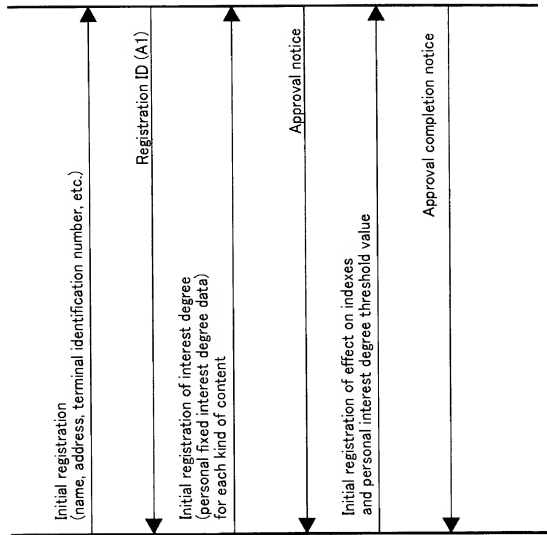 Initial registration
(name, address, terminal identification number, etc.)
Registration ID (A1)
Initial registration of interest degree
(personal fixed interest degree data)
for each kind of content
Approval notice
Initial registration of effect on indexes
and personal interest degree threshold value
Approval completion notice